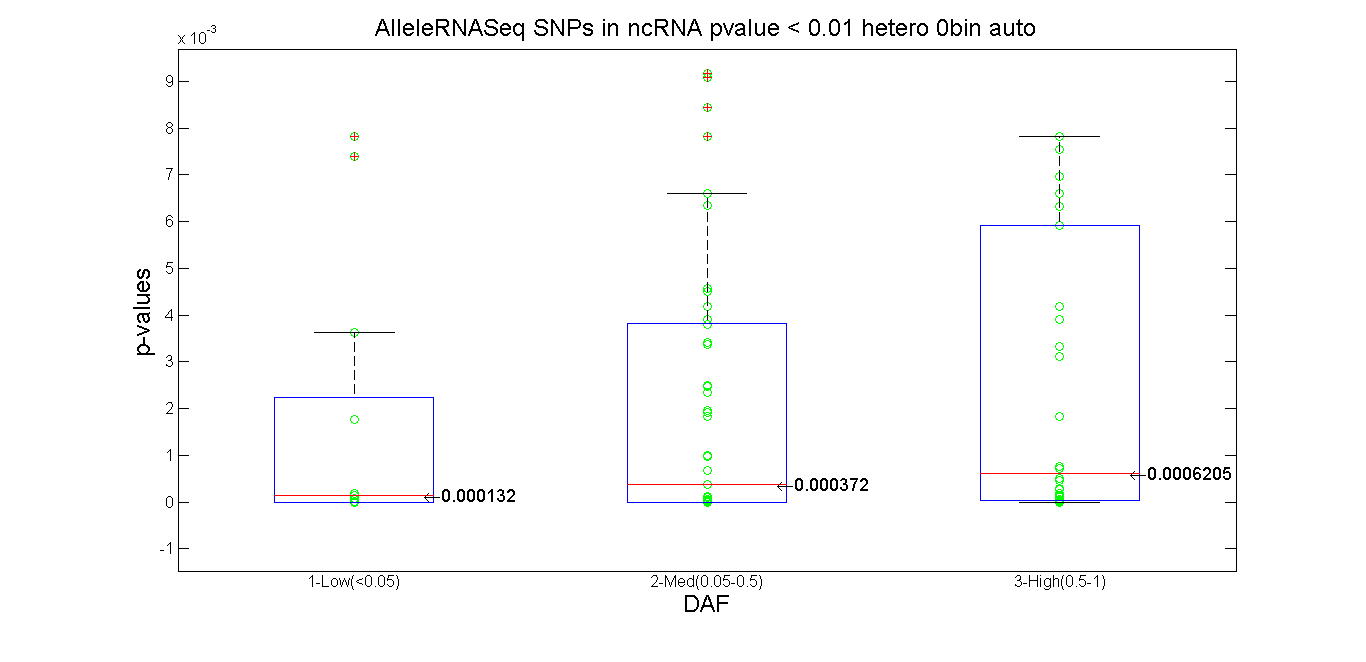 AlleleRNASeq SNPs in ncRNA pvalue < 0.01 hetero 0bin auto
x 10^-3
9
8
7
6
5
4
3
2
1
0
-1
p-values
0.000132
0.000372
0.0006205
1-Low(<0.05) 2-Med(0.05-0.5) 3-High(0.5-1)
DAF